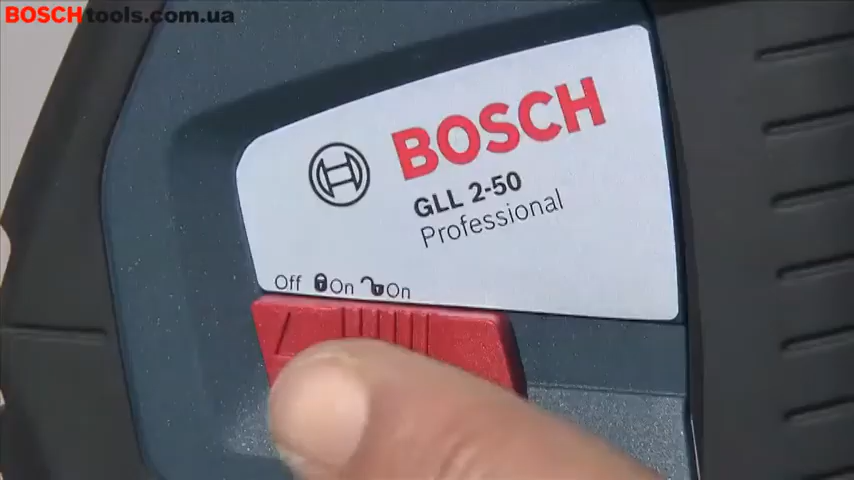 BOSCHtools.com.ua
BOSCH
GLL 2-50
Professional
Off On On